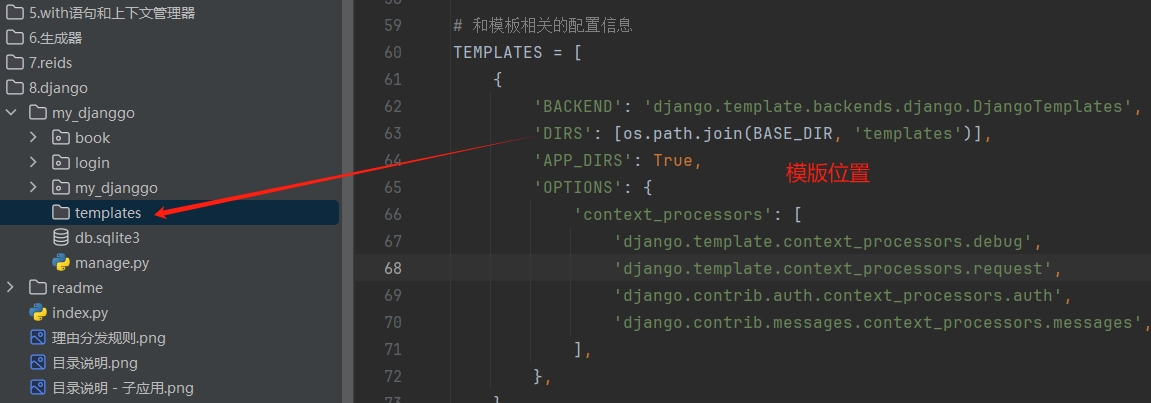 5.with语句和上下文管理器
6.生成器
7.reids
8.django
my_djanggo
book
login
my_djanggo
templates
db.sqlite3
manage.py
readme
index.py
理由分发规则.png
目录说明.png
目录说明 - 子应用.png
59 # 和模板相关的配置信息
60 TEMPLATES = [
61 {
62 'BACKEND': 'django.template.backends.django.DjangoTemplates',
63 'DIRS': [os.path.join(BASE_DIR, 'templates')],
64 'APP_DIRS': True,
模版位置
65 'OPTIONS': {
66 'context_processors': [
67 'django.template.context_processors.debug',
68 'django.template.context_processors.request',
69 'django.contrib.auth.context_processors.auth',
70 'django.contrib.messages.context_processors.messages',
71 ],
72 },